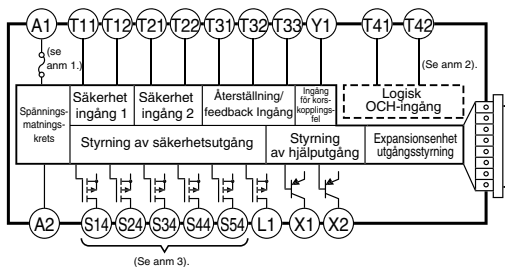 A1 T11 T12 T21 T22 T31 T32 T33 Y1 T41 T42
(se
anm 1.)
(Se anm 2).
Spännings-
matnings-
krets
Säkerhet
ingång 1
Säkerhet
ingång 2
Återställning/
feedback Ingång
Ingång
för kors-
kopplings-
fel
Logisk
OCH-ingång
Styrning av säkerhetsutgång
Styrning
av hjälputgång
Expansionsenhet
utgångsstyrning
A2 S14 S24 S34 S44 S54 L1 X1 X2
(Se anm 3).